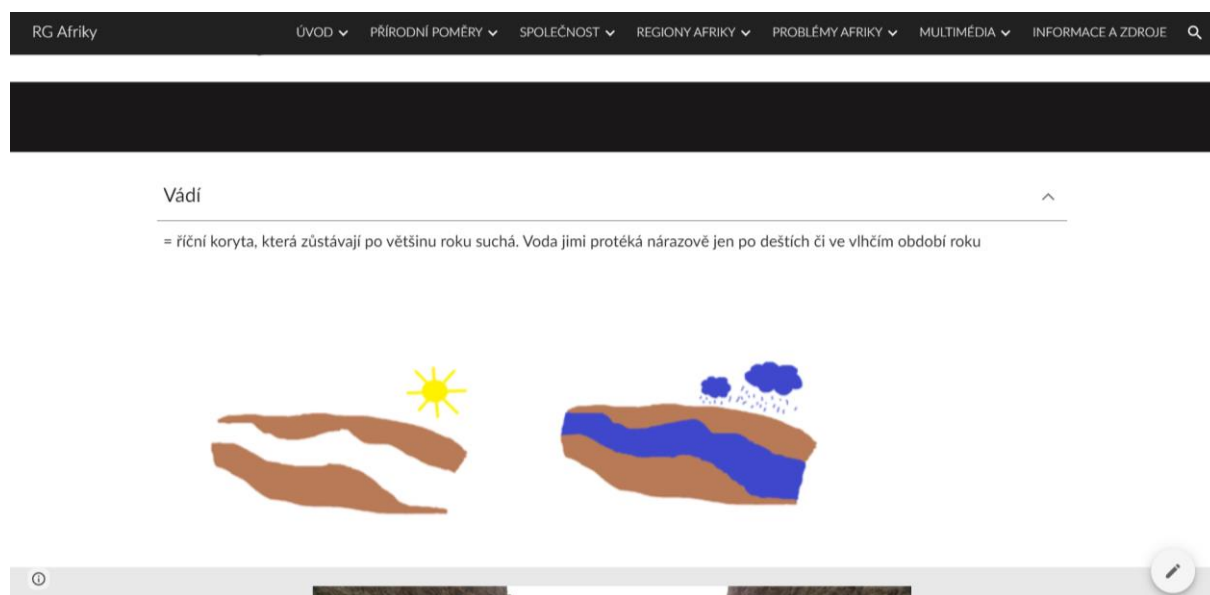 RG Afriky
ÚVOD
PŘÍRODNÍ POMĚRY
SPOLEČNOST
REGIONY AFRIKY
PROBLÉMY AFRIKY
MULTIMÉDIA
INFORMACE A ZDROJE
Vádí
= říční koryta, která zůstávají po většinu roku suchá. Voda jimi protéká nárazově jen po deštích či ve vlhčím období roku